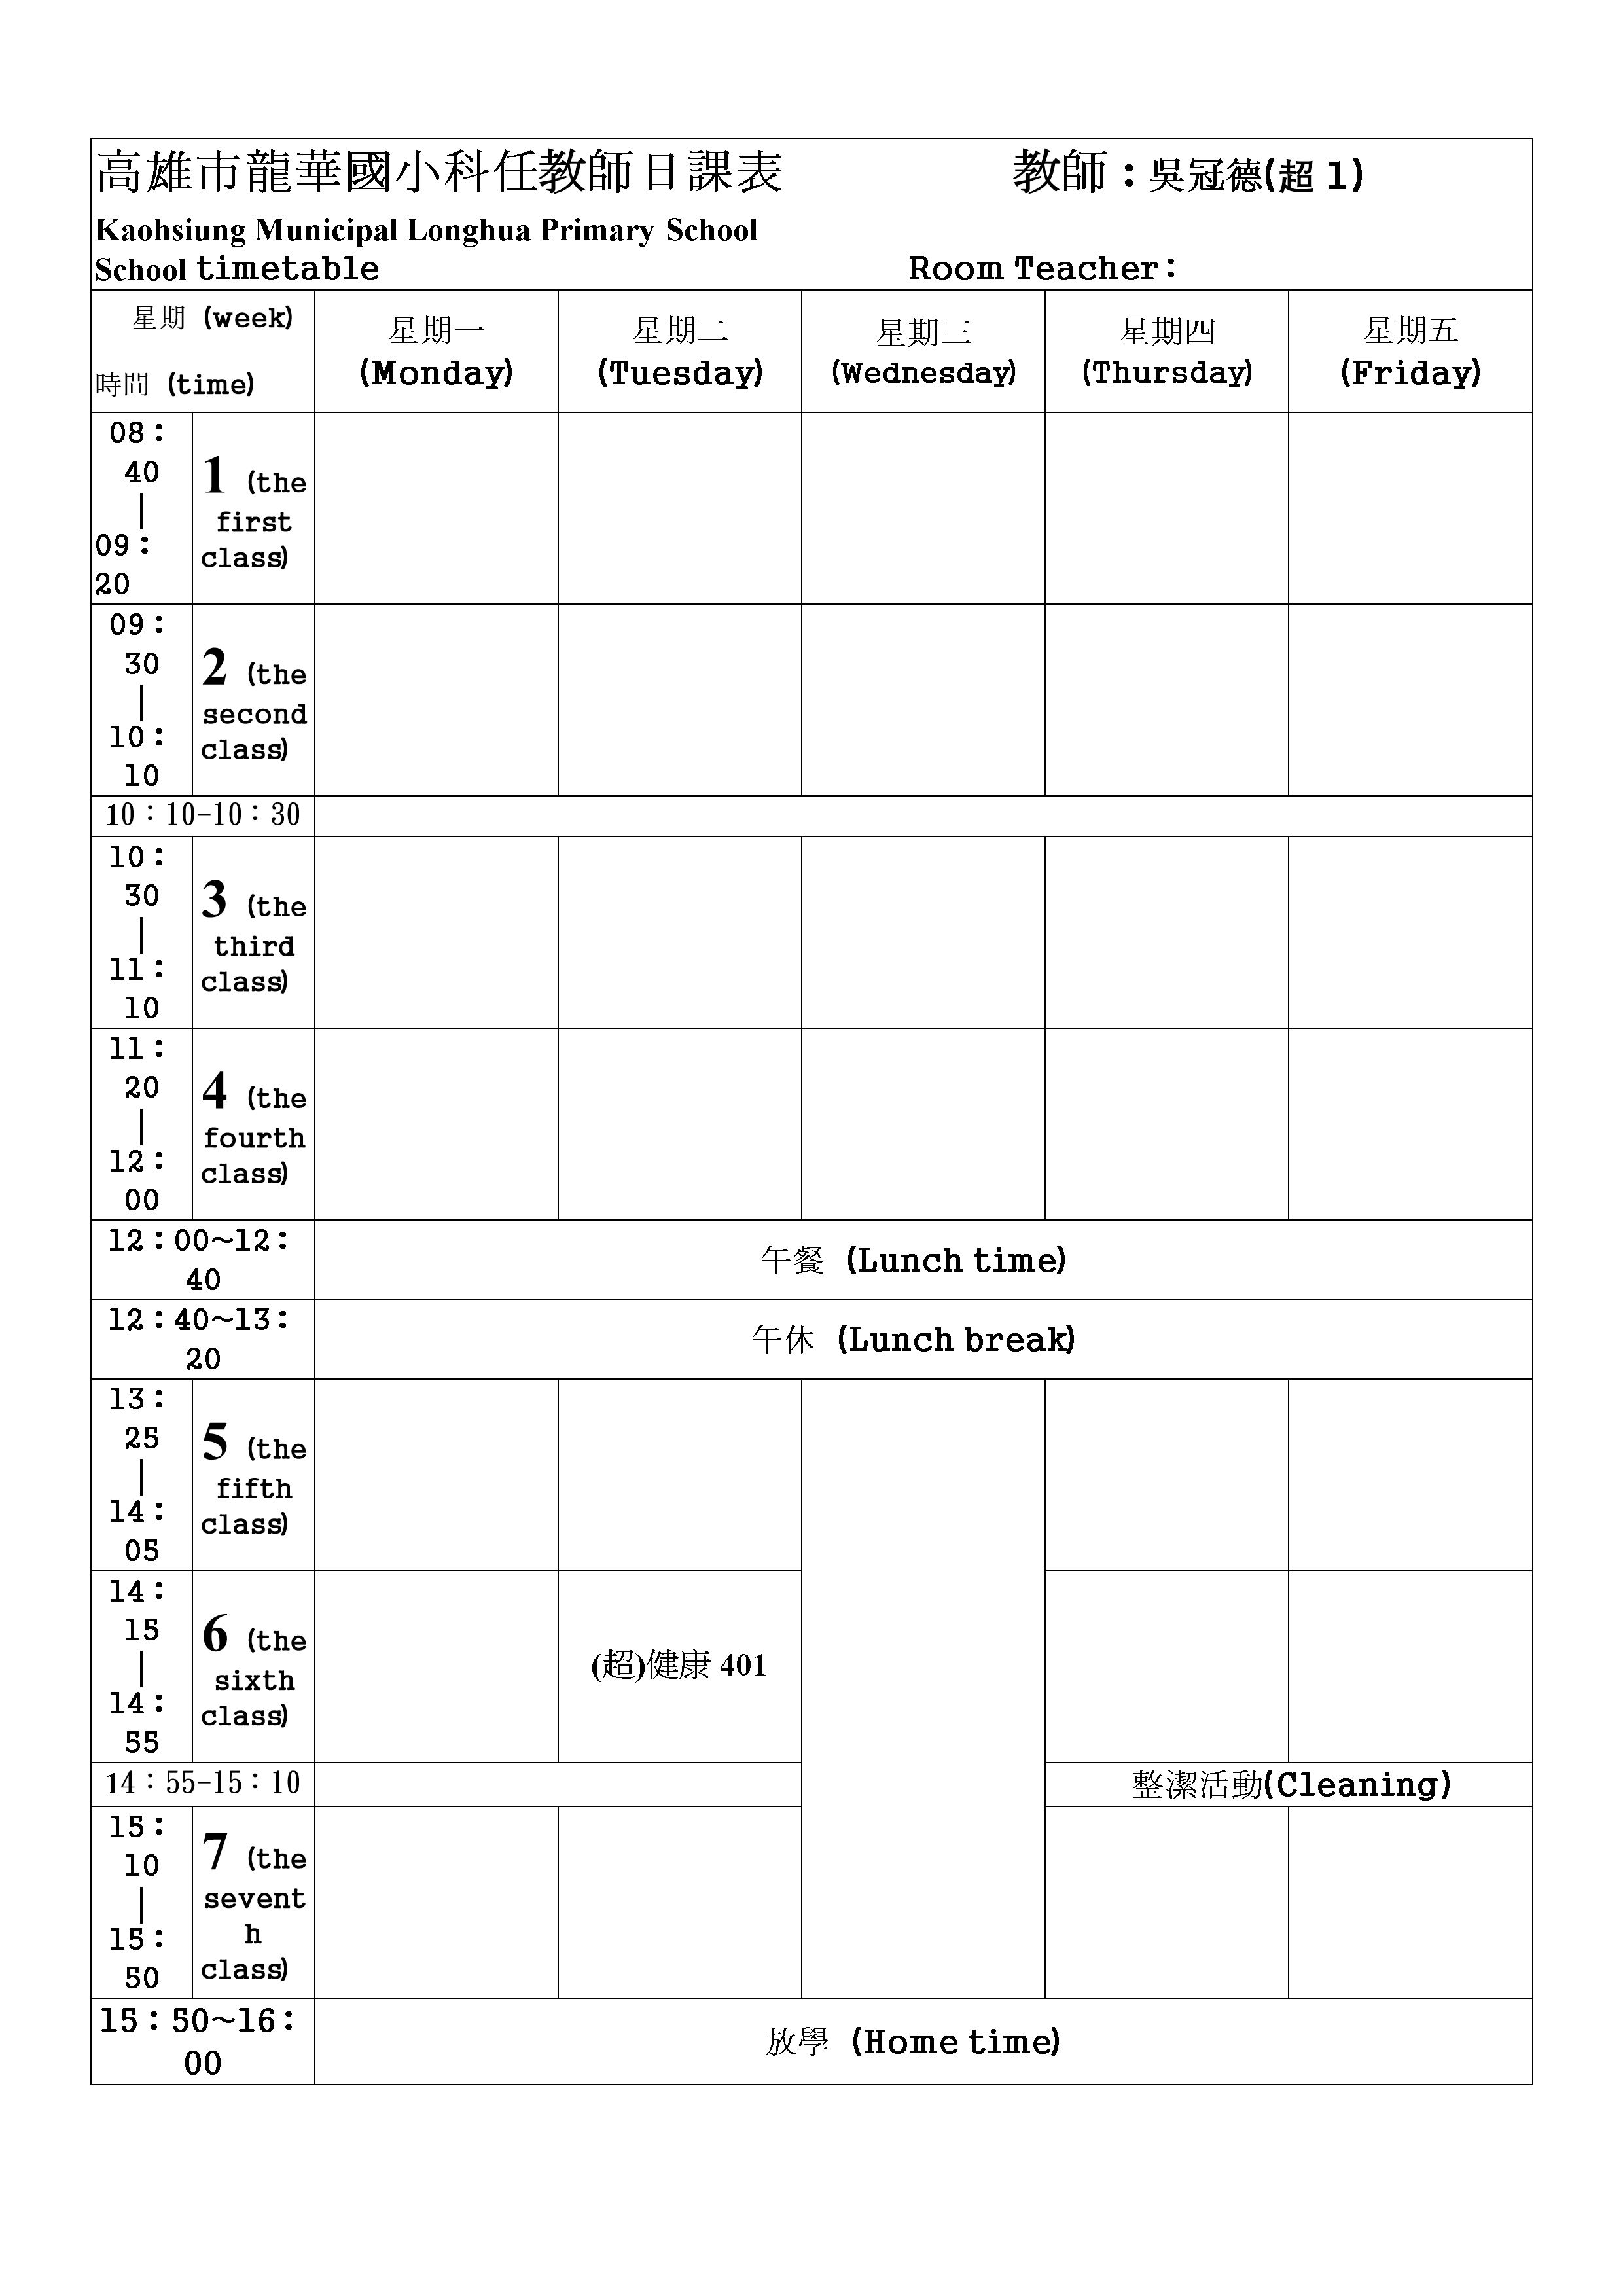 高雄市龍華國小科任教師日課表 教師：吳冠德(超 1)
Kaohsiung Municipal Longhua Primary School
School timetable Room Teacher：
星期 (week)
時間 (time)
星期一
(Monday)
星期二
(Tuesday)
星期三
(Wednesday)
星期四
(Thursday)
星期五
(Friday)
08：
40
｜
09：
20
1 (the
first
class)
09：
30
｜
10：
10
2 (the
second
class)
10：10-10：30
10：
30
｜
11：
10
3 (the
third
class)
11：
20
｜
12：
00
4 (the
fourth
class)
12：00~12：
40
午餐 (Lunch time)
12：40~13：
20
午休 (Lunch break)
13：
25
｜
14：
05
5 (the
fifth
class)
14：
15
｜
14：
55
6 (the
sixth
class)
(超)健康 401
14：55-15：10
整潔活動(Cleaning)
15：
10
｜
15：
50
7 (the
sevent
h
class)
15：50~16：
00
放學 (Home time)